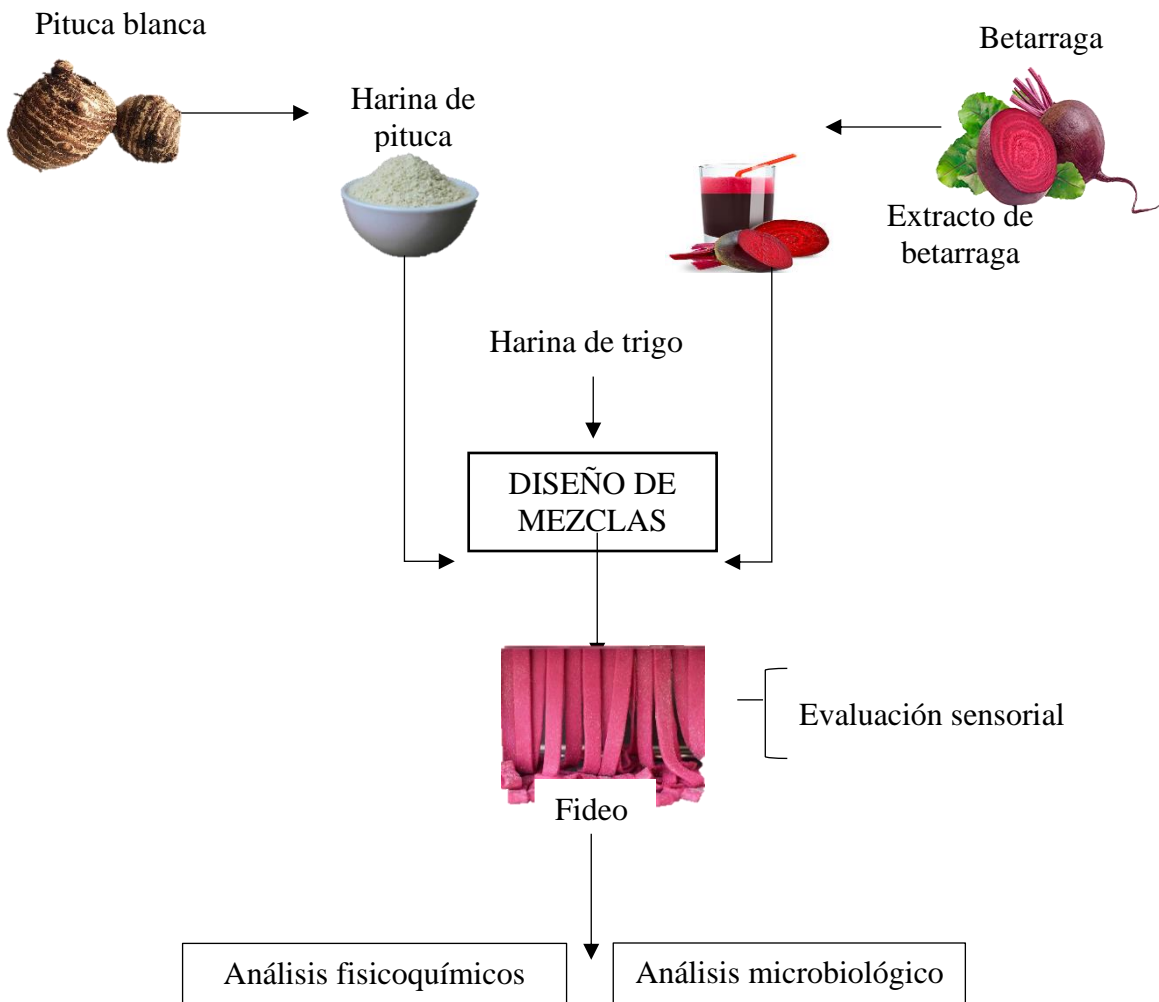 Pituca blanca
Betarraga
Harina de
pituca
Extracto de
betarraga
Harina de trigo
DISEÑO DE
MEZCLAS
Evaluación sensorial
Fideo
Análisis fisicoquímicos
Análisis microbiológico